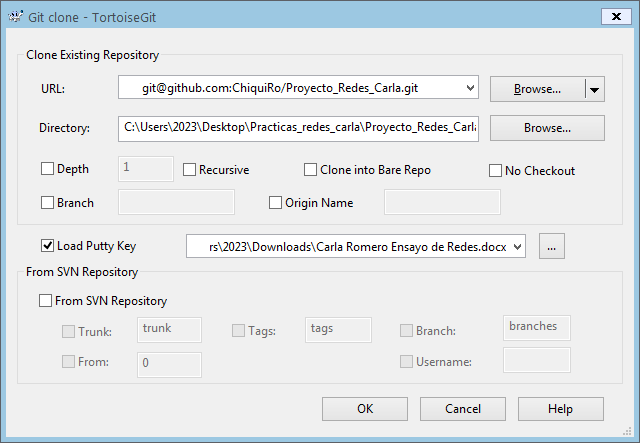 Git clone - TortoiseGit
Clone Existing Repository
URL: git@github.com:ChiquiRo/Proyecto_Redes_Carla.git Browse...
Directory: C:\Users\2023\Desktop\Practicas_redes_carla\Proyecto_Redes_Carla Browse...
Depth 1 Recursive Clone into Bare Repo No Checkout
Branch Origin Name
Load Putty Key rs\2023\Downloads\Carla Romero Ensayo de Redes.docx ...
From SVN Repository
From SVN Repository
Trunk: trunk Tags: tags Branch: branches
From: 0 Username:
OK Cancel Help